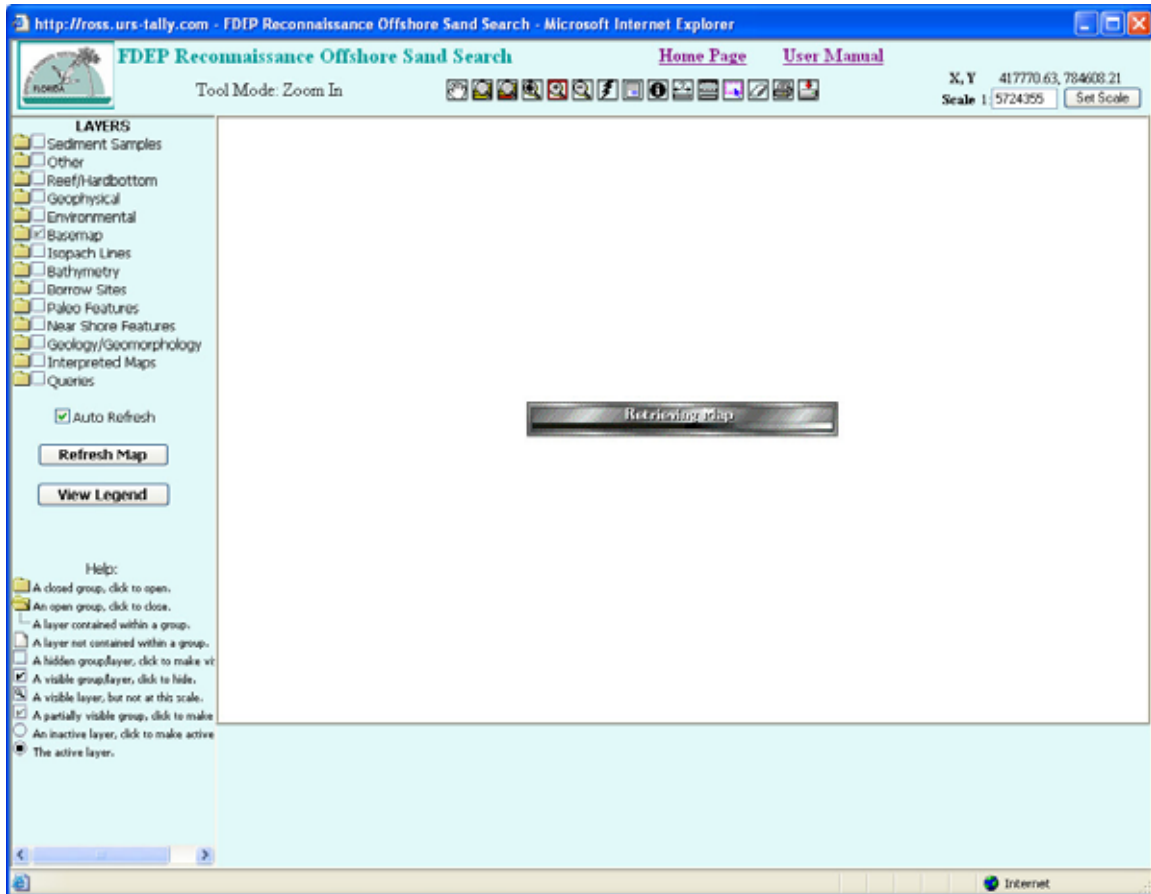 http://ross.urs-tally.com - FDEP Reconnaissance Offshore Sand Search - Microsoft Internet Explorer
FLORIDA
FDEP Reconnaissance Offshore Sand Search
Home Page
User Manual
Tool Mode: Zoom In
X, Y 417770.63, 784608.21
Scale 1: 5724355 Set Scale
LAYERS
Sediment Samples
Other
Reef/Hardbottom
Geophysical
Environmental
Basemap
Isopach Lines
Bathymetry
Borrow Sites
Paleo Features
Near Shore Features
Geology/Geomorphology
Interpreted Maps
Queries
Auto Refresh
Refresh Map
View Legend
Retrieving Map
Help:
A closed group, click to open.
An open group, click to close.
A layer contained within a group.
A layer not contained within a group.
A hidden group/layer, click to make vi
A visible group/layer, click to hide.
A visible layer, but not at this scale.
A partially visible group, click to make
An inactive layer, click to make active
The active layer.
Internet